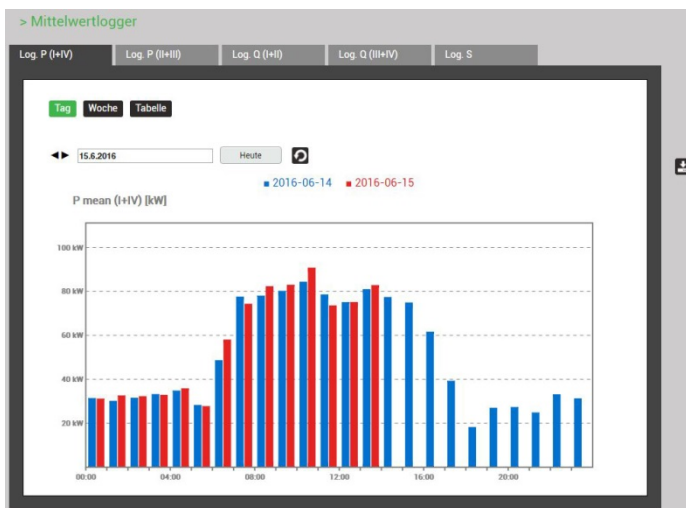 > Mittelwertlogger
Log. P (I+IV) Log. P (II+III) Log. Q (I+II) Log. Q (III+IV) Log. S
Tag Woche Tabelle
15.6.2016 Heute
2016-06-14 2016-06-15
P mean (I+IV) [kW]
100 kW
80 kW
60 kW
40 kW
20 kW
00:00 04:00 08:00 12:00 16:00 20:00